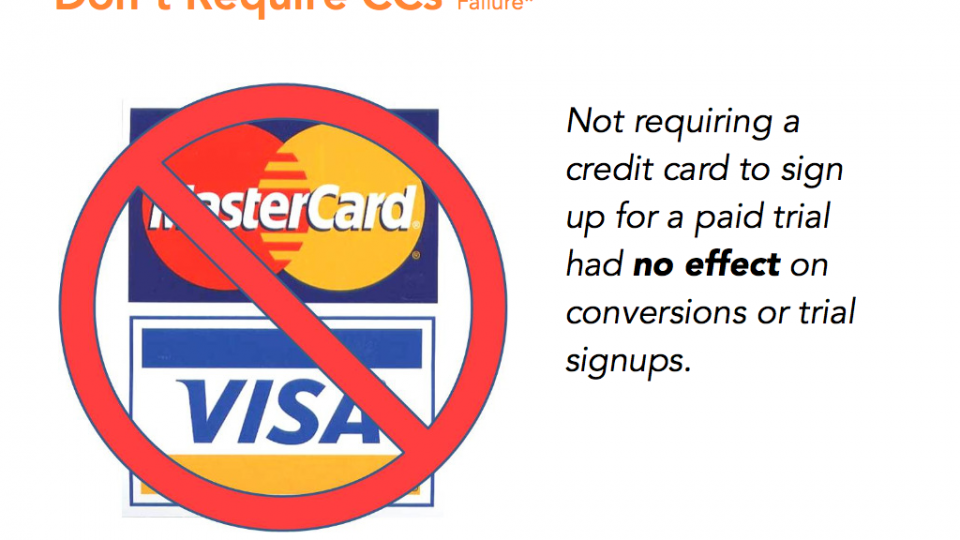 Don't Require CCs Failure*
MasterCard
VISA
Not requiring a
credit card to sign
up for a paid trial
had no effect on
conversions or trial
signups.